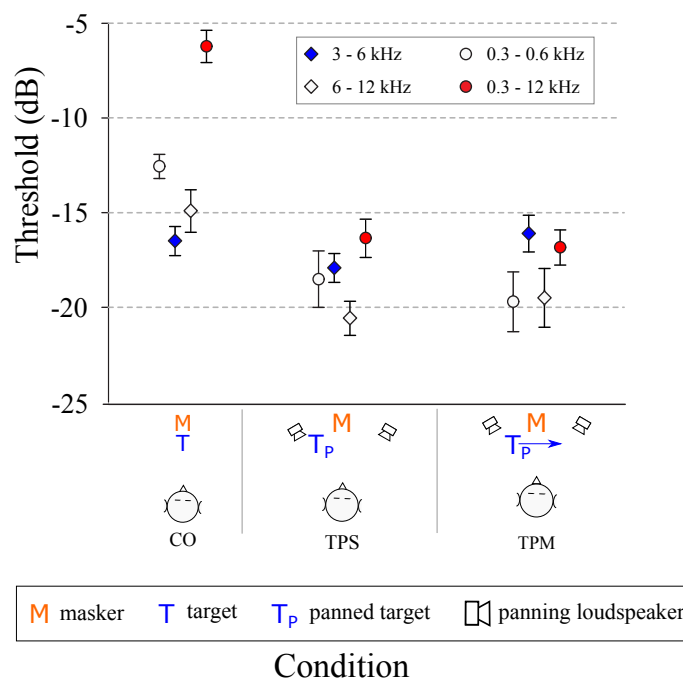 -5
-10
-15
-20
-25
Threshold (dB)
3 - 6 kHz
0.3 - 0.6 kHz
6 - 12 kHz
0.3 - 12 kHz
M
T
M
TP
M
TP
CO
TPS
TPM
M masker T target TP panned target panning loudspeaker
Condition